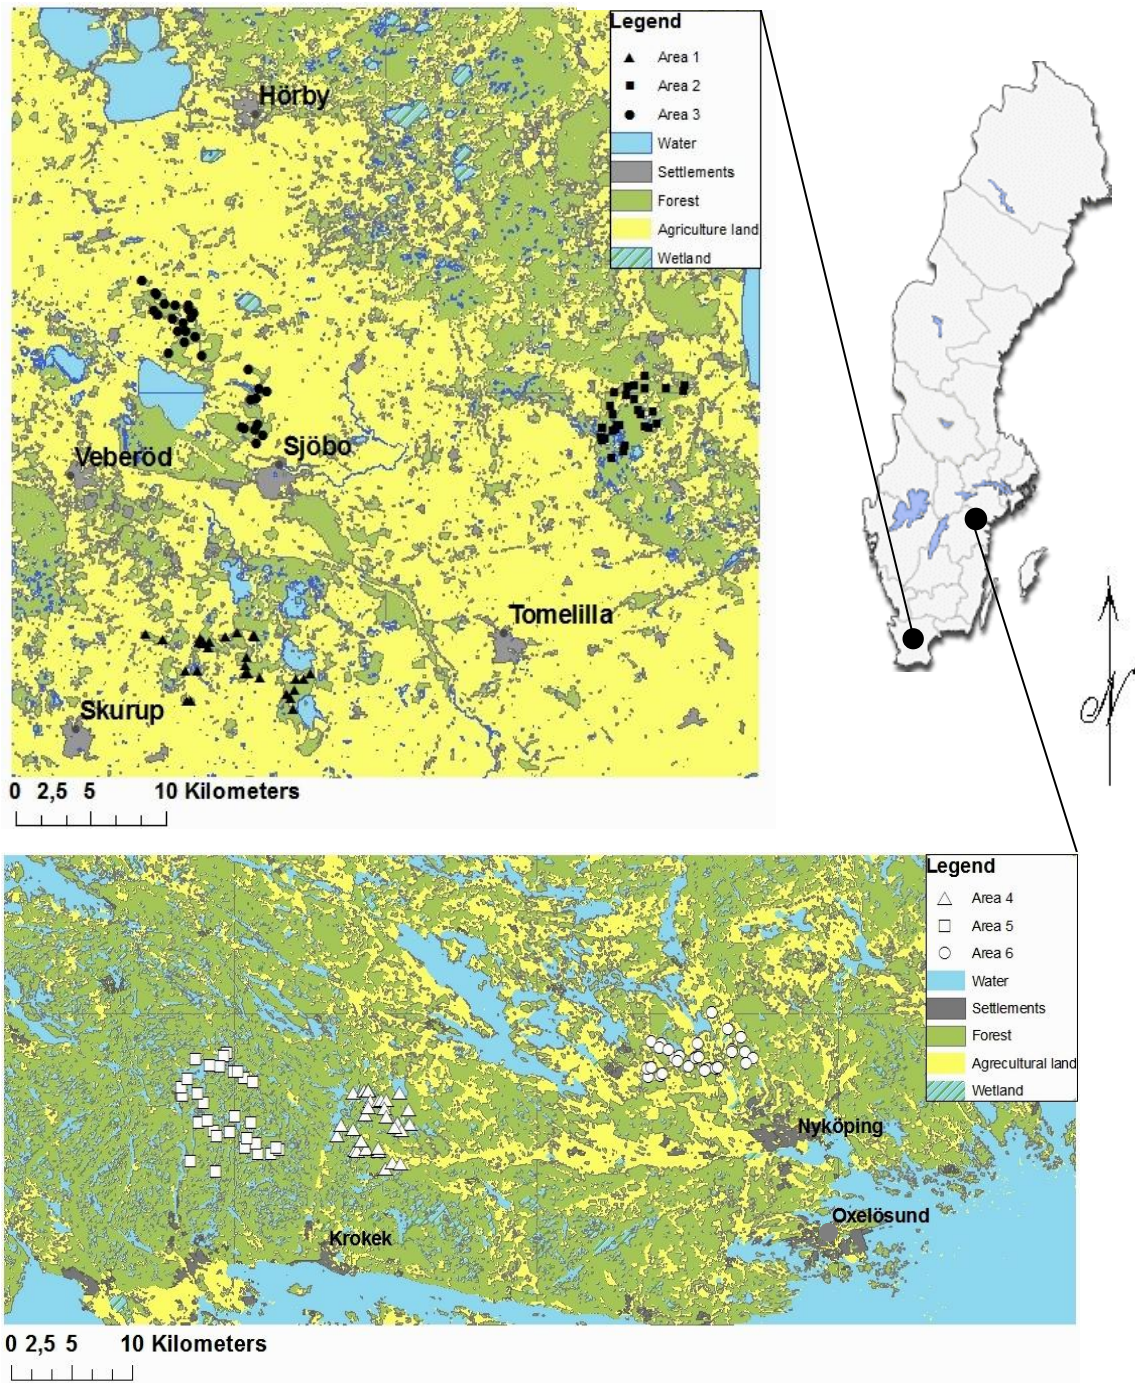 Legend
Area 1
Area 2
Area 3
Water
Settlements
Forest
Agriculture land
Wetland
Hörby
Sjöbo
Veberöd
Tomelilla
Skurup
0 2,5 5 10 Kilometers
N
Legend
Area 4
Area 5
Area 6
Water
Settlements
Forest
Agrecultural land
Wetland
Nyköping
Oxelösund
Krokek
0 2,5 5 10 Kilometers